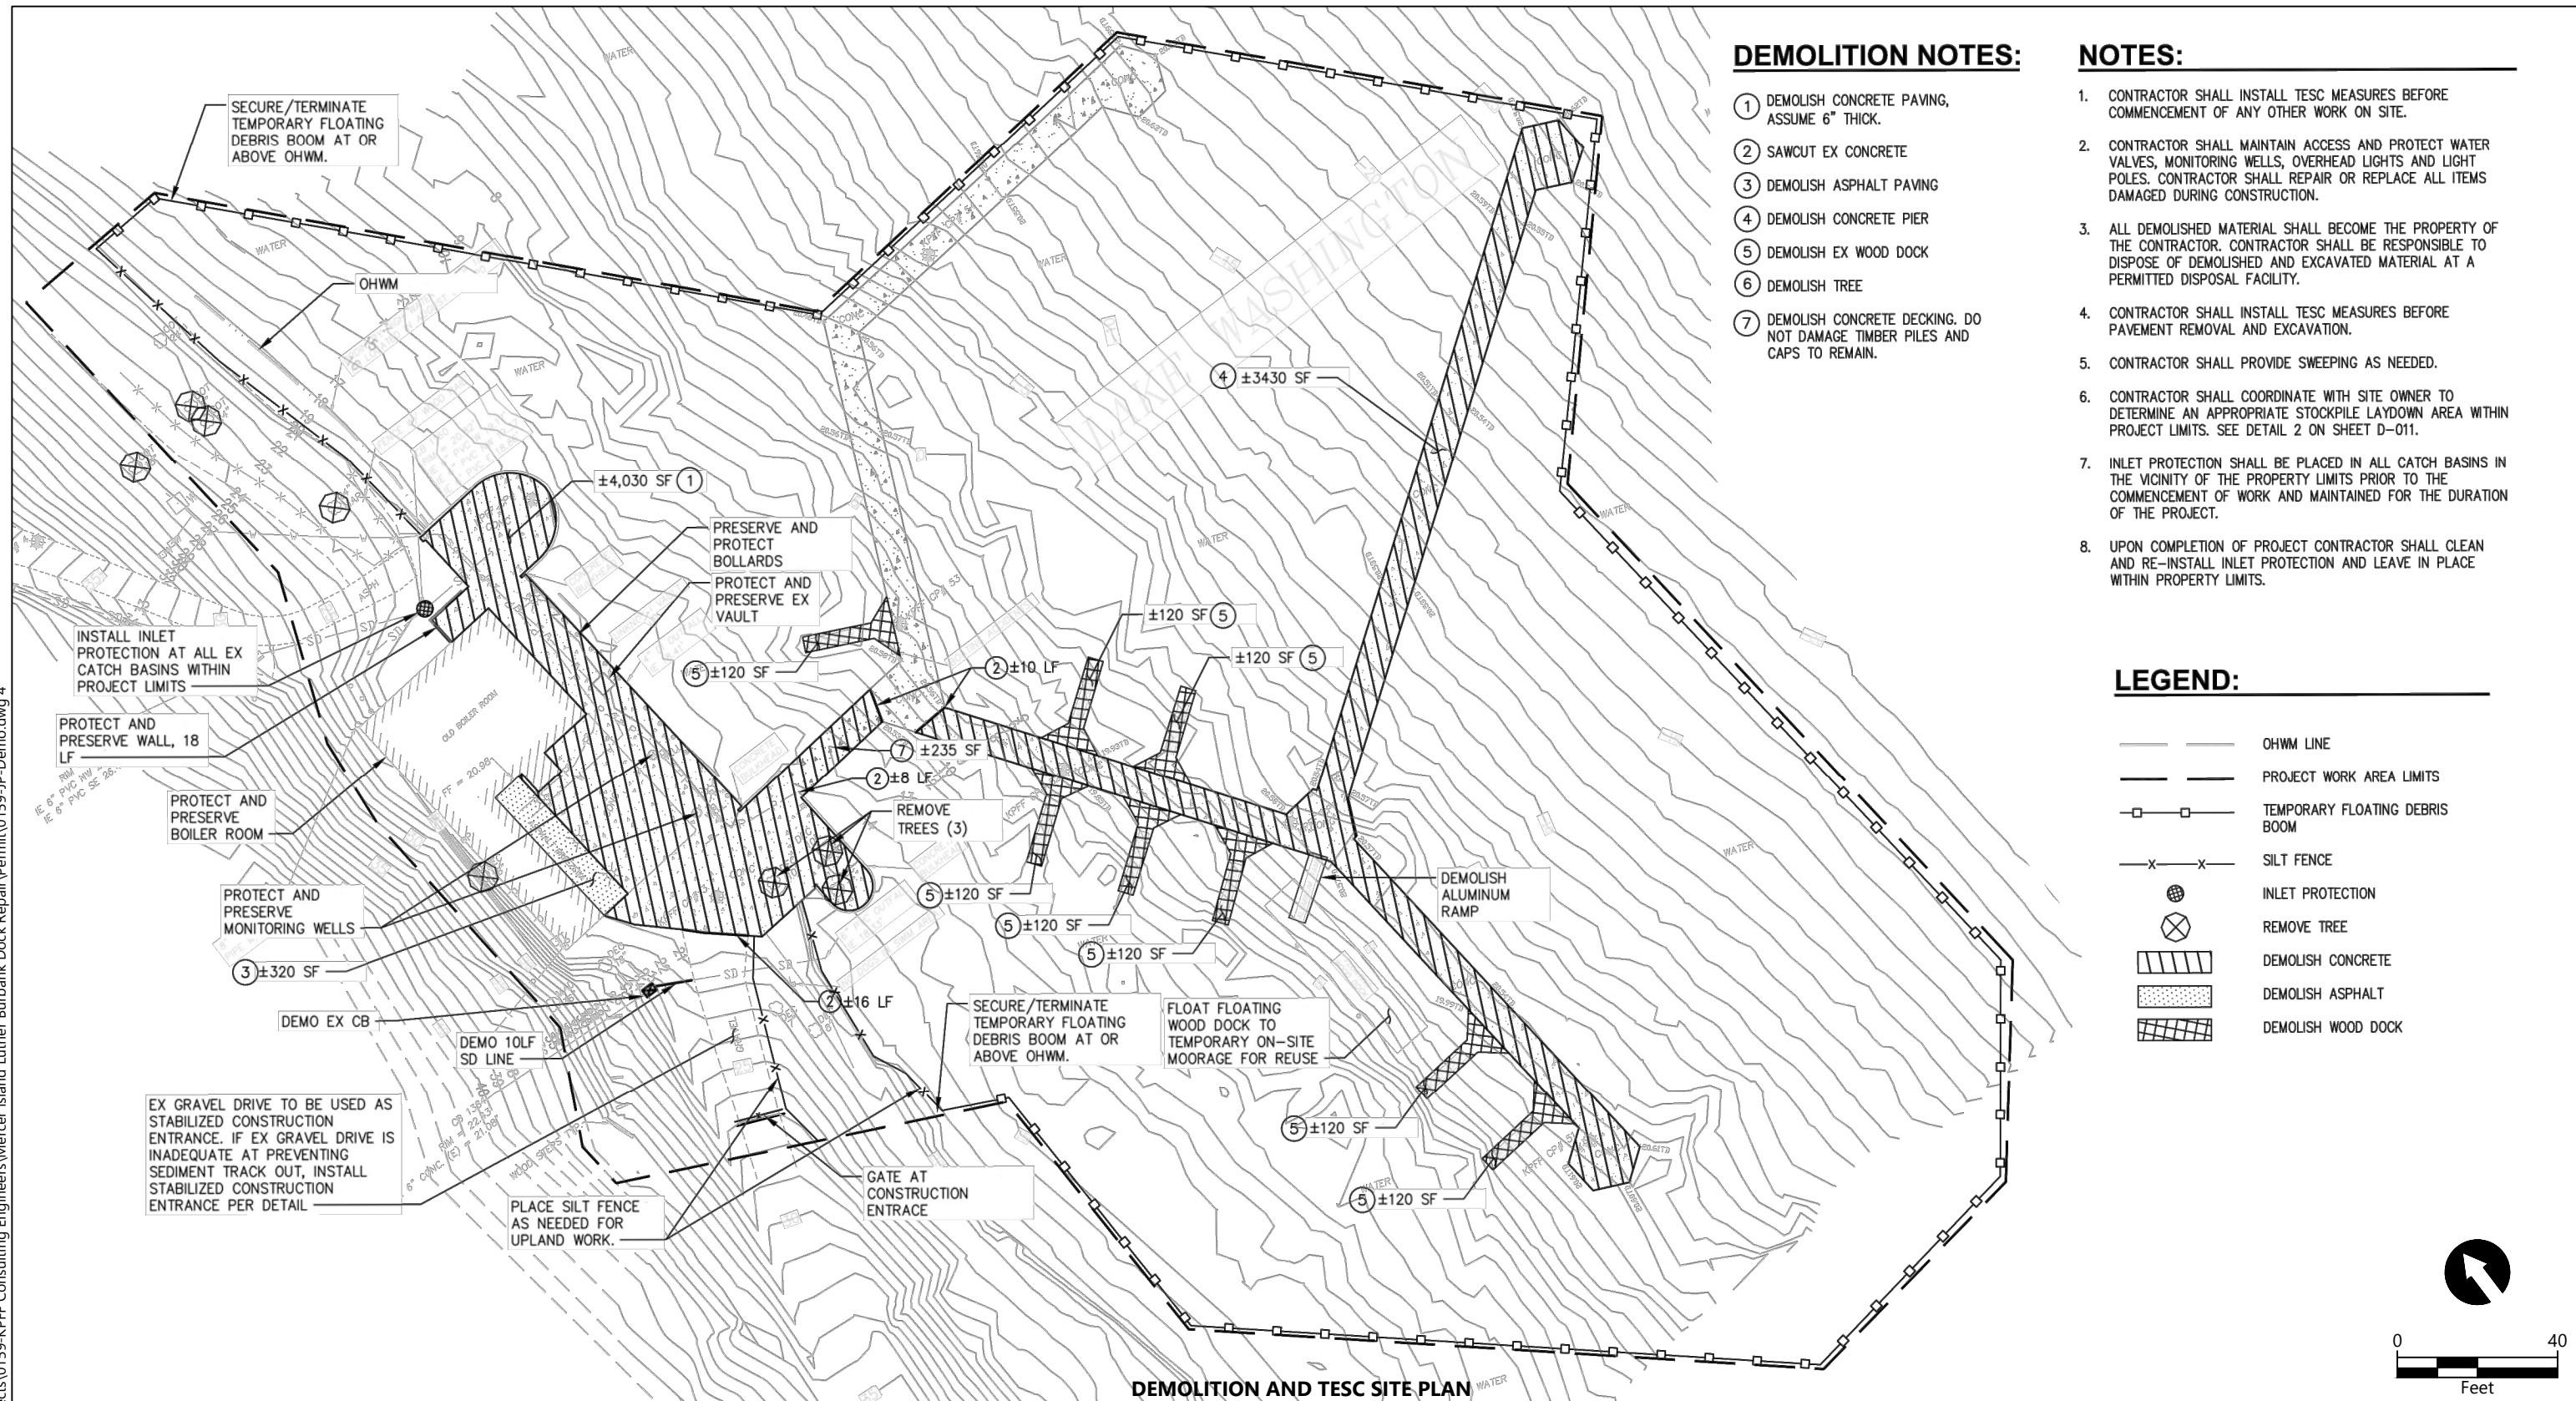 SECURE/TERMINATE
TEMPORARY FLOATING
DEBRIS BOOM AT OR
ABOVE OHWM.
OHWM
±4,030 SF 1
PRESERVE AND
PROTECT
BOLLARDS
PROTECT AND
PRESERVE EX
VAULT
INSTALL INLET
PROTECTION AT ALL EX
CATCH BASINS WITHIN
PROJECT LIMITS
PROTECT AND
PRESERVE WALL, 18
LF
PROTECT AND
PRESERVE
BOILER ROOM
OLD BOILER ROOM
FF = 20.98
PROTECT AND
PRESERVE
MONITORING WELLS
3 ±320 SF
DEMO EX CB
DEMO 10LF
SD LINE
EX GRAVEL DRIVE TO BE USED AS
STABILIZED CONSTRUCTION
ENTRANCE. IF EX GRAVEL DRIVE IS
INADEQUATE AT PREVENTING
SEDIMENT TRACK OUT, INSTALL
STABILIZED CONSTRUCTION
ENTRANCE PER DETAIL
PLACE SILT FENCE
AS NEEDED FOR
UPLAND WORK.
GATE AT
CONSTRUCTION
ENTRACE
5 ±120 SF
2 ±10 LF
7 ±235 SF
2 ±8 LF
REMOVE
TREES (3)
2 ±16 LF
±120 SF 5
±120 SF 5
5 ±120 SF
5 ±120 SF
5 ±120 SF
SECURE/TERMINATE
TEMPORARY FLOATING
DEBRIS BOOM AT OR
ABOVE OHWM.
FLOAT FLOATING
WOOD DOCK TO
TEMPORARY ON-SITE
MOORAGE FOR REUSE
DEMOLISH
ALUMINUM
RAMP
5 ±120 SF
5 ±120 SF
4 ±3430 SF
LAKE WASHINGTON
WATER
WATER
WATER
WATER
WATER
WATER
WATER
WATER
WATER
WATER
DEMOLITION NOTES:
1 DEMOLISH CONCRETE PAVING,
ASSUME 6" THICK.
2 SAWCUT EX CONCRETE
3 DEMOLISH ASPHALT PAVING
4 DEMOLISH CONCRETE PIER
5 DEMOLISH EX WOOD DOCK
6 DEMOLISH TREE
7 DEMOLISH CONCRETE DECKING. DO
NOT DAMAGE TIMBER PILES AND
CAPS TO REMAIN.
NOTES:
1. CONTRACTOR SHALL INSTALL TESC MEASURES BEFORE
COMMENCEMENT OF ANY OTHER WORK ON SITE.
2. CONTRACTOR SHALL MAINTAIN ACCESS AND PROTECT WATER
VALVES, MONITORING WELLS, OVERHEAD LIGHTS AND LIGHT
POLES. CONTRACTOR SHALL REPAIR OR REPLACE ALL ITEMS
DAMAGED DURING CONSTRUCTION.
3. ALL DEMOLISHED MATERIAL SHALL BECOME THE PROPERTY OF
THE CONTRACTOR. CONTRACTOR SHALL BE RESPONSIBLE TO
DISPOSE OF DEMOLISHED AND EXCAVATED MATERIAL AT A
PERMITTED DISPOSAL FACILITY.
4. CONTRACTOR SHALL INSTALL TESC MEASURES BEFORE
PAVEMENT REMOVAL AND EXCAVATION.
5. CONTRACTOR SHALL PROVIDE SWEEPING AS NEEDED.
6. CONTRACTOR SHALL COORDINATE WITH SITE OWNER TO
DETERMINE AN APPROPRIATE STOCKPILE LAYDOWN AREA WITHIN
PROJECT LIMITS. SEE DETAIL 2 ON SHEET D-011.
7. INLET PROTECTION SHALL BE PLACED IN ALL CATCH BASINS IN
THE VICINITY OF THE PROPERTY LIMITS PRIOR TO THE
COMMENCEMENT OF WORK AND MAINTAINED FOR THE DURATION
OF THE PROJECT.
8. UPON COMPLETION OF PROJECT CONTRACTOR SHALL CLEAN
AND RE-INSTALL INLET PROTECTION AND LEAVE IN PLACE
WITHIN PROPERTY LIMITS.
LEGEND:
OHWM LINE
PROJECT WORK AREA LIMITS
TEMPORARY FLOATING DEBRIS
BOOM
SILT FENCE
INLET PROTECTION
REMOVE TREE
DEMOLISH CONCRETE
DEMOLISH ASPHALT
DEMOLISH WOOD DOCK
0 40
Feet
DEMOLITION AND TESC SITE PLAN